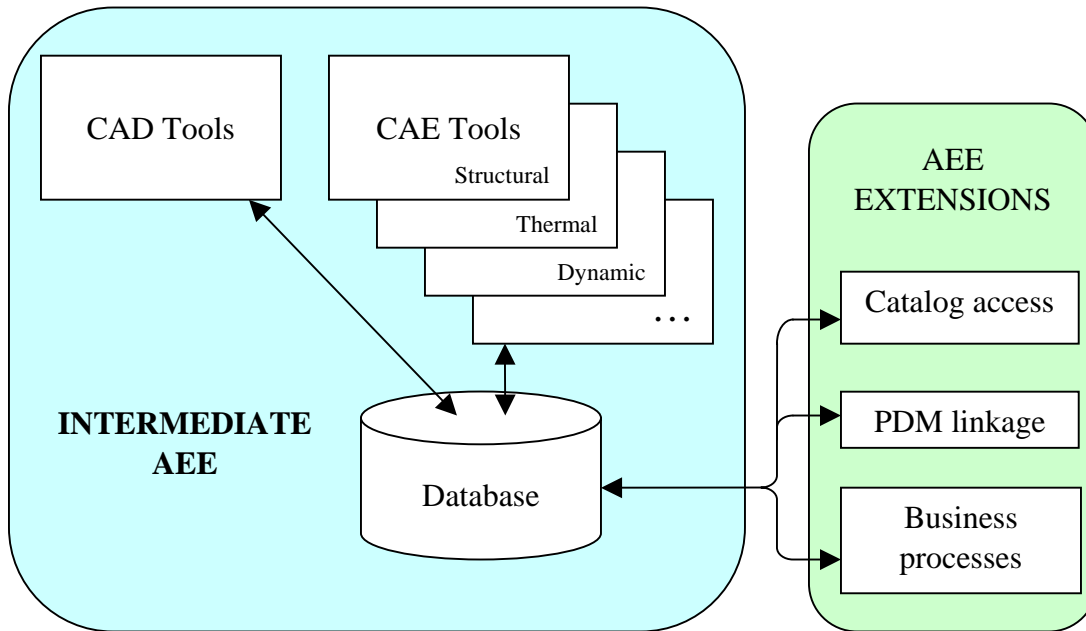 CAD Tools
CAE Tools
Structural
Thermal
Dynamic
...
INTERMEDIATE
AEE
Database
AEE
EXTENSIONS
Catalog access
PDM linkage
Business
processes